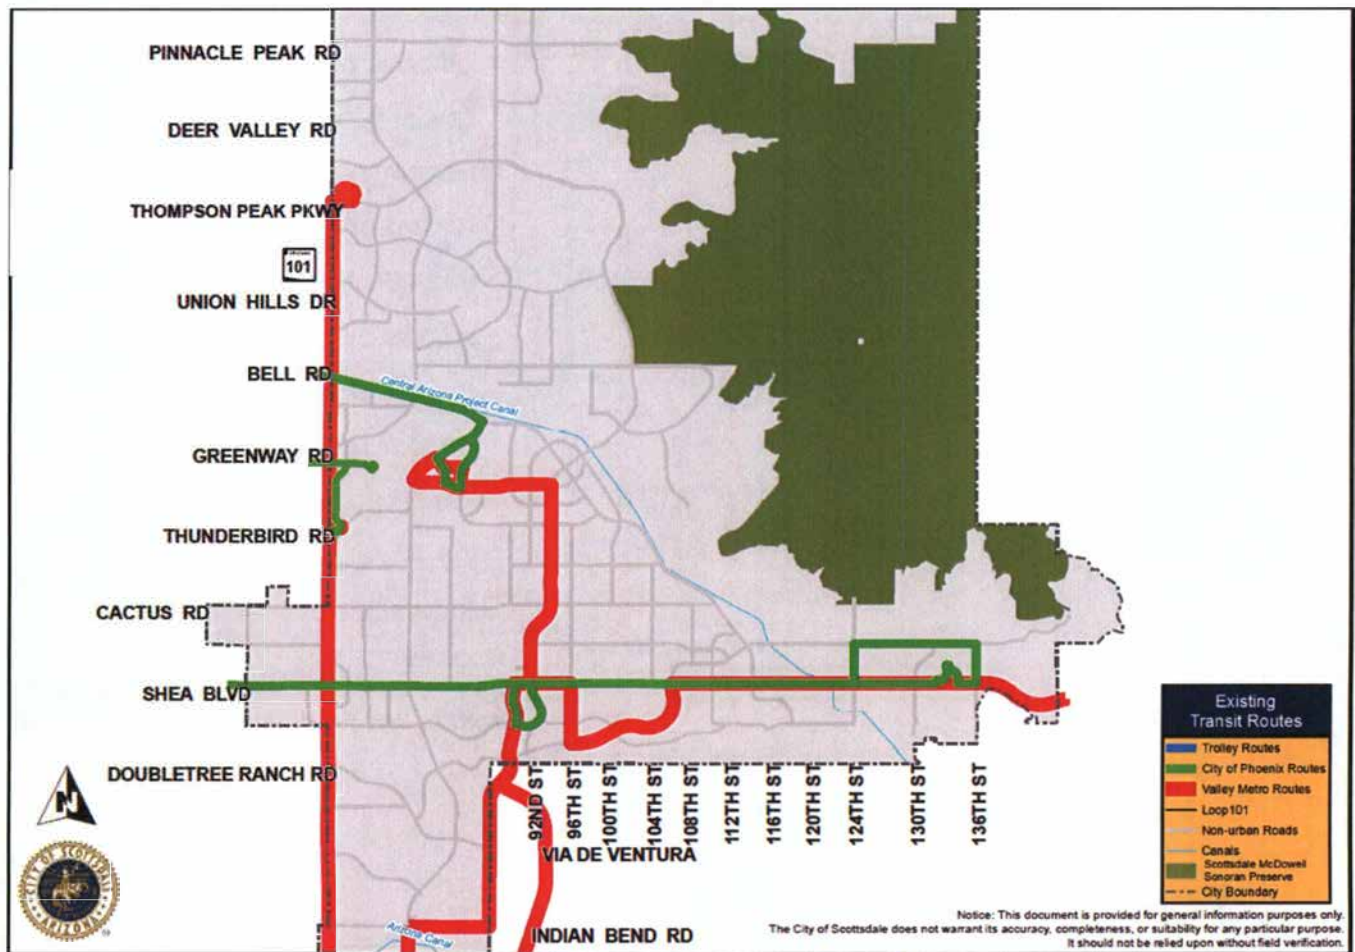 PINNACLE PEAK RD
DEER VALLEY RD
THOMPSON PEAK PKWY
101
UNION HILLS DR
BELL RD
Central Arizona Project Canal
GREENWAY RD
THUNDERBIRD RD
CACTUS RD
SHEA BLVD
DOUBLETREE RANCH RD
92ND ST
96TH ST
100TH ST
104TH ST
108TH ST
112TH ST
116TH ST
120TH ST
124TH ST
130TH ST
136TH ST
VIA DE VENTURA
INDIAN BEND RD
Arizona Canal
N
CITY OF SCOTTSDALE
ARIZONA
Existing
Transit Routes
Trolley Routes
City of Phoenix Routes
Valley Metro Routes
Loop101
Non-urban Roads
Canals
Scottsdale McDowell
Sonoran Preserve
City Boundary
Notice: This document is provided for general information purposes only.
The City of Scottsdale does not warrant its accuracy, completeness, or suitability for any particular purpose.
It should not be relied upon without field verification.